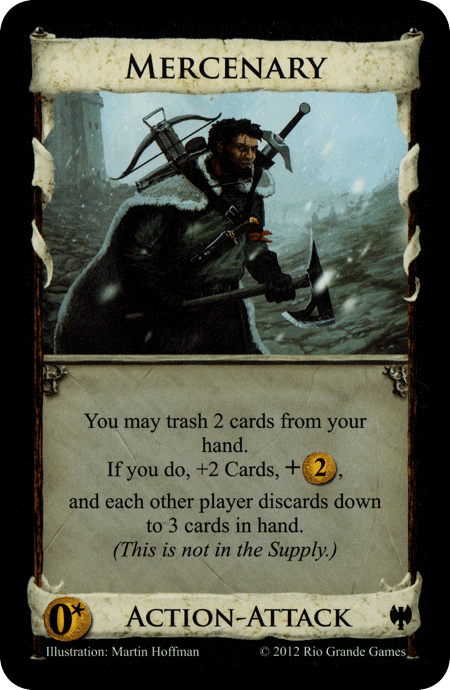 MERCENARY
You may trash 2 cards from your
hand.
If you do, +2 Cards, +2,
and each other player discards down
to 3 cards in hand.
(This is not in the Supply.)
0* ACTION-ATTACK
Illustration: Martin Hoffman © 2012 Rio Grande Games